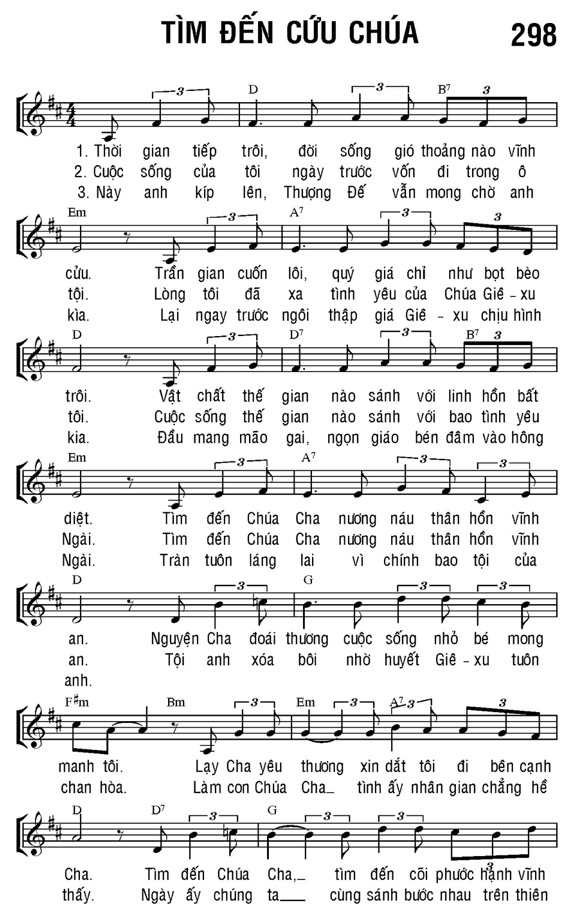 TÌM ĐẾN CỨU CHÚA 298
3 D 3 B7 3
1. Thời gian tiếp trôi, đời sống gió thoảng nào vĩnh
2. Cuộc sống của tôi ngày trước vốn đi trong ô
3. Này anh kíp lên, Thượng Đế vẫn mong chờ anh
Em 3 A7 3 3
cửu. Trần gian cuốn lôi, quý giá chỉ như bọt bèo
tội. Lòng tôi đã xa tình yêu của Chúa Giê-xu
kìa. Lại ngay trước ngôi thập giá Giê-xu chịu hình
D 3 D7 3 B7 3
trôi. Vật chất thế gian nào sánh với linh hồn bất
tôi. Cuộc sống thế gian nào sánh với bao tình yêu
kia. Đầu mang mão gai, ngọn giáo bén đâm vào hông
Em 3 A7 3 3
diệt. Tìm đến Chúa Cha nương náu thân hồn vĩnh
Ngài. Tìm đến Chúa Cha nương náu thân hồn vĩnh
Ngài. Tràn tuôn láng lai vì chính bao tội của
D 3 G 3 3
an. Nguyện Cha đoái thương cuộc sống nhỏ bé mong
an. Tội anh xóa bôi nhờ huyết Giê-xu tuôn
anh.
F#m Bm 3 Em 3 A7 3 3
manh tôi. Lạy Cha yêu thương xin dắt tôi đi bên cạnh
chan hòa. Làm con Chúa Cha_ tình ấy nhân gian chẳng hề
D D7 3 G 3 3
Cha. Tìm đến Chúa Cha,_ tìm đến cõi phước hạnh vĩnh
thấy. Ngày ấy chúng ta_ cùng sánh bước nhau trên thiên